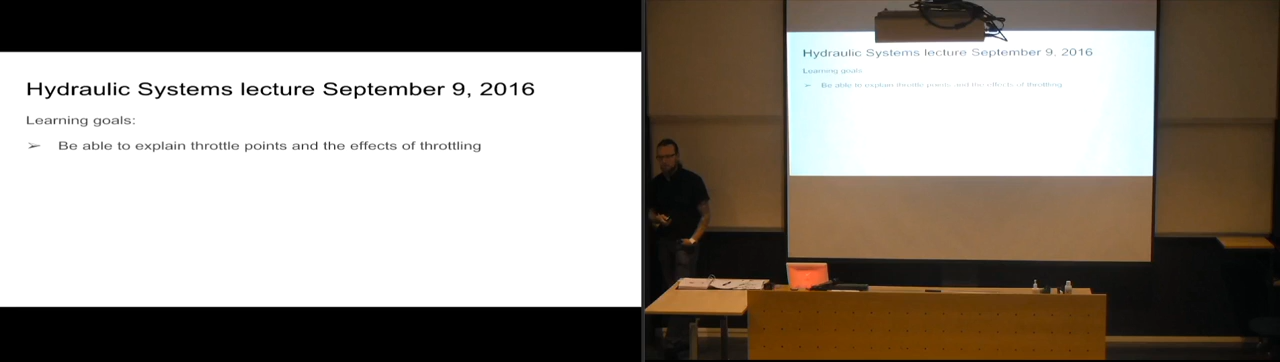 Hydraulic Systems lecture September 9, 2016
Learning goals:
➢ Be able to explain throttle points and the effects of throttling
Hydraulic Systems lecture September 9, 2016
Learning goals:
➢ Be able to explain throttle points and the effects of throttling